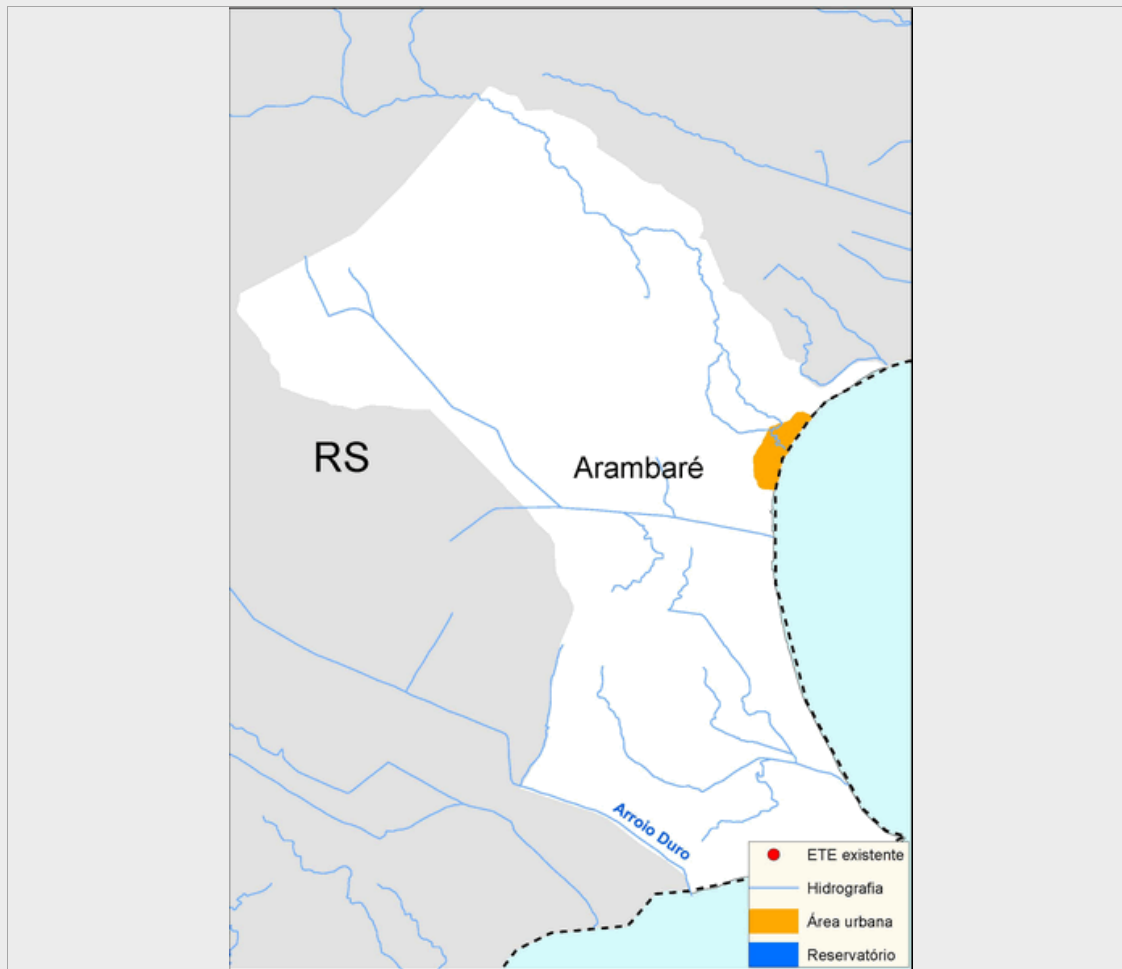 RS
Arambaré
Arroio Duro
ETE existente
Hidrografia
Área urbana
Reservatório